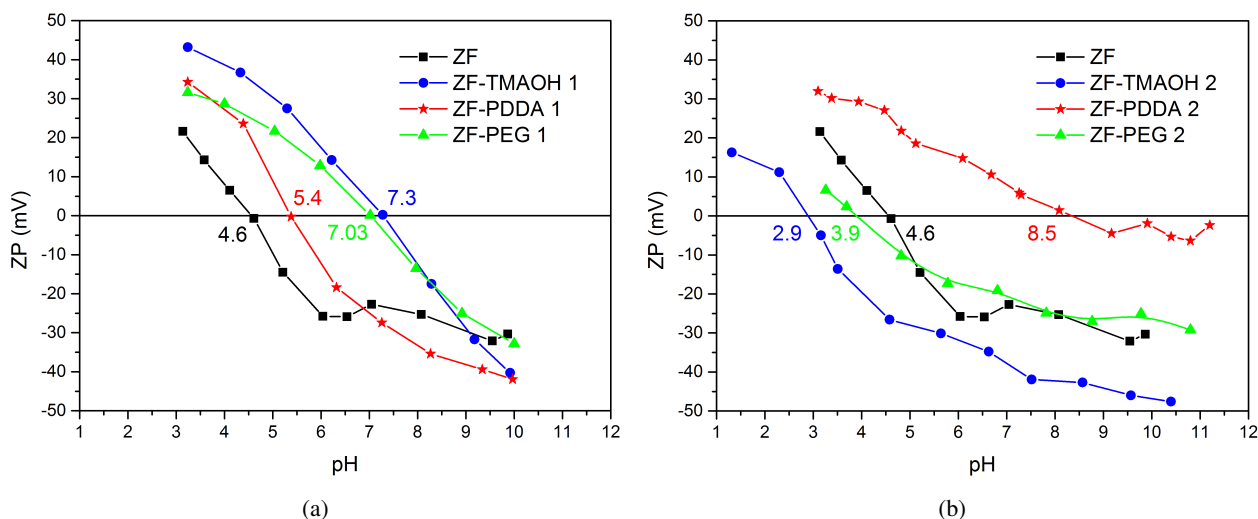 50
40
30
20
10
0
-10
-20
-30
-40
-50
ZP (mV)
1 2 3 4 5 6 7 8 9 10 11 12
pH
ZF
ZF-TMAOH 1
ZF-PDDA 1
ZF-PEG 1
5.4
7.3
4.6
7.03
(a)
50
40
30
20
10
0
-10
-20
-30
-40
-50
ZP (mV)
1 2 3 4 5 6 7 8 9 10 11 12
pH
ZF
ZF-TMAOH 2
ZF-PDDA 2
ZF-PEG 2
2.9 3.9 4.6 8.5
(b)